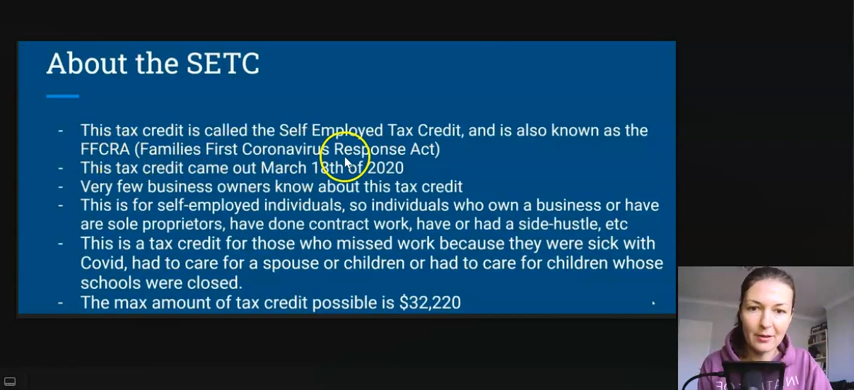 About the SETC
- This tax credit is called the Self Employed Tax Credit, and is also known as the
FFCRA (Families First Coronavirus Response Act)
- This tax credit came out March 18th of 2020
- Very few business owners know about this tax credit
- This is for self-employed individuals, so individuals who own a business or have
are sole proprietors, have done contract work, have or had a side-hustle, etc
- This is a tax credit for those who missed work because they were sick with
Covid, had to care for a spouse or children or had to care for children whose
schools were closed.
- The max amount of tax credit possible is $32,220